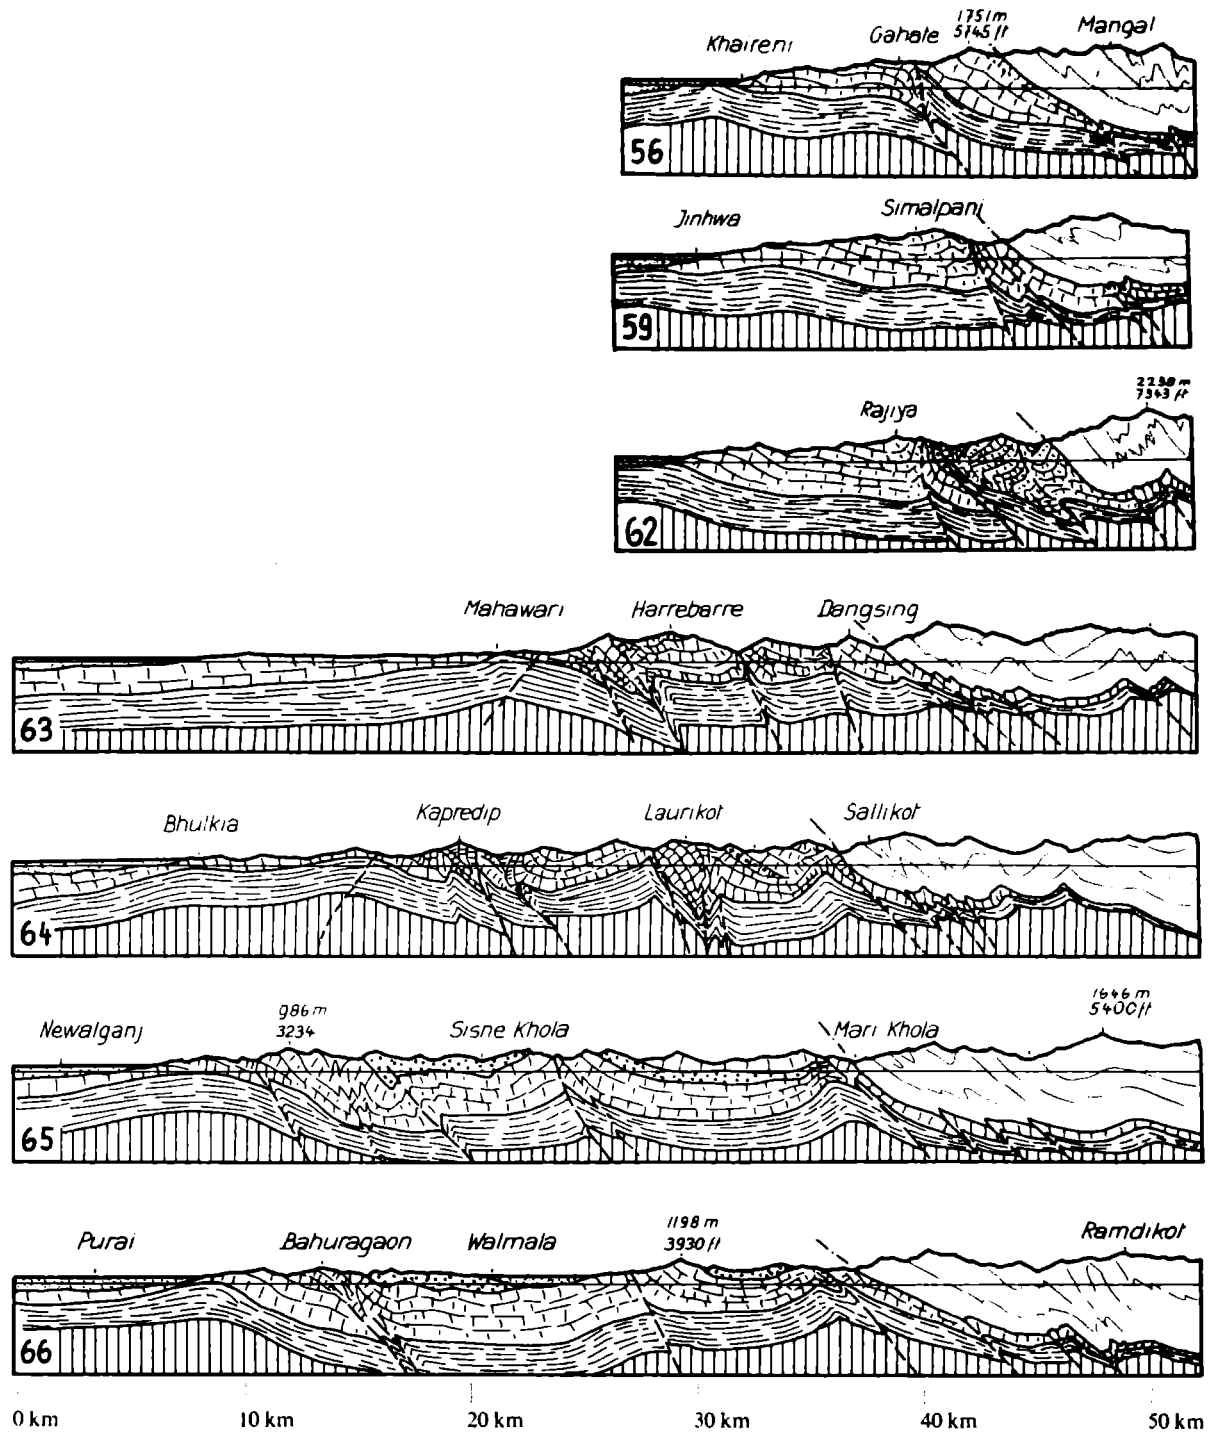 1751 m
Khaireni Gahate 5745 ft Mangal
56
Jinhwa Simalpani
59
2238 m
7343 ft
Rajiya
62
Mahawari Harrebarre Dangsing
63
Bhulkia Kapredip Laurikot Sallikot
64
986 m 1646 m
Newalganj 3234 Sisne Khola Mari Khola 5400 ft
65
1198 m
Purai Bahuragaon Walmala 3930 ft Ramdikot
66
0 km 10 km 20 km 30 km 40 km 50 km